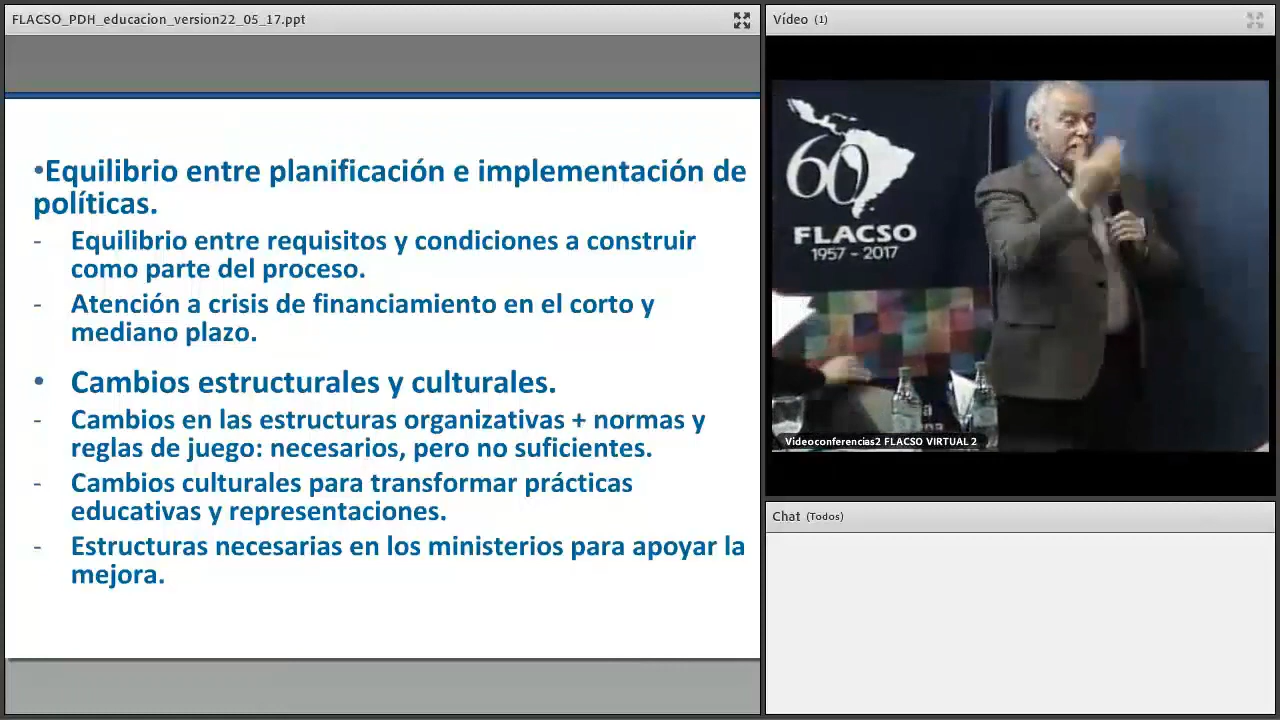 FLACSO_PDH_educacion_version22_05_17.ppt
•Equilibrio entre planificación e implementación de
políticas.
- Equilibrio entre requisitos y condiciones a construir
como parte del proceso.
- Atención a crisis de financiamiento en el corto y
mediano plazo.
• Cambios estructurales y culturales.
- Cambios en las estructuras organizativas + normas y
reglas de juego: necesarios, pero no suficientes.
- Cambios culturales para transformar prácticas
educativas y representaciones.
- Estructuras necesarias en los ministerios para apoyar la
mejora.
Vídeo (1)
60
FLACSO
1957 - 2017
Videoconferencias2 FLACSO VIRTUAL 2
Chat (Todos)